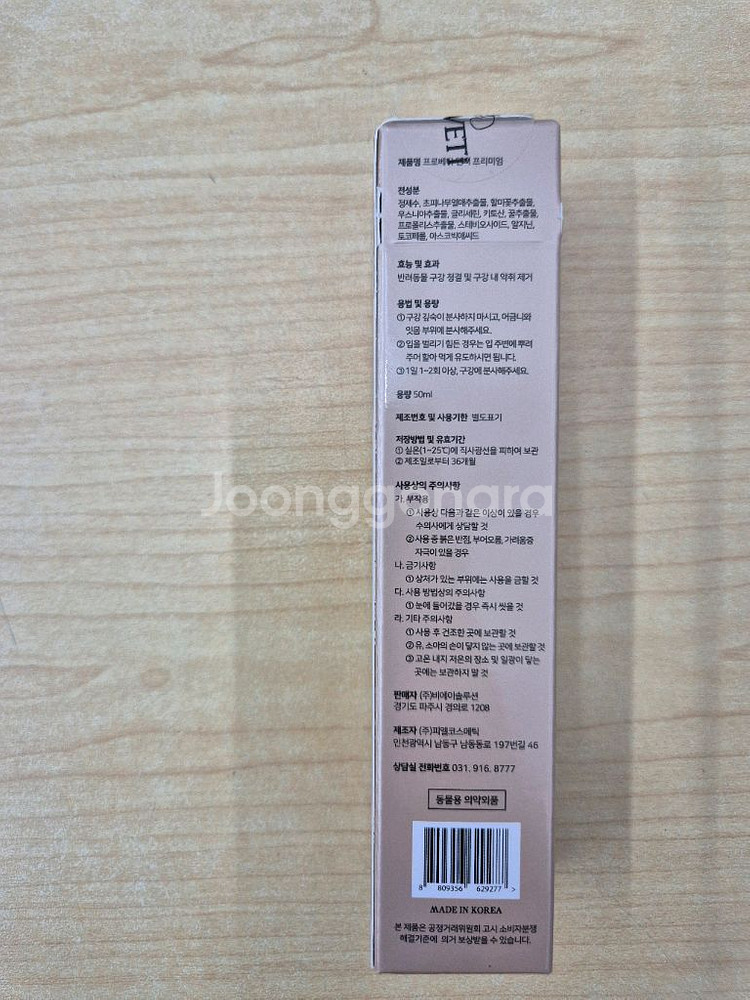 VET
제품명 프로베 프리미엄
전성분
정제수, 초피나무열매추출물, 할미꽃추출물,
우스니아추출물, 글리세린, 키토산, 꿀추출물,
프로폴리스추출물, 스테비오사이드, 알지닌,
토코페롤, 아스코빅애씨드
효능 및 효과
반려동물 구강 청결 및 구강 내 악취 제거
용법 및 용량
① 구강 깊숙이 분사하지 마시고, 어금니와
잇몸 부위에 분사해주세요.
② 입을 벌리기 힘든 경우는 입 주변에 뿌려
주어 핥아 먹게 유도하시면 됩니다.
③ 1일 1~2회 이상, 구강에 분사해주세요.
용량 50ml
제조번호 및 사용기한 별도표기
저장방법 및 유효기간
① 실온(1~25℃)에 직사광선을 피하여 보관
② 제조일로부터 36개월
사용상의 주의사항
Joonggonara
가. 부작용
① 사용상 다음과 같은 이상이 있을 경우
수의사에게 상담할 것
② 사용 중 붉은 반점, 부어오름, 가려움증
자극이 있을 경우
나. 금기사항
① 상처가 있는 부위에는 사용을 금할 것
다. 사용 방법상의 주의사항
① 눈에 들어갔을 경우 즉시 씻을 것
라. 기타 주의사항
① 사용 후 건조한 곳에 보관할 것
② 유, 소아의 손이 닿지 않는 곳에 보관할 것
③ 고온 내지 저온의 장소 및 일광이 닿는
곳에는 보관하지 말 것
판매자 (주)비에이솔루션
경기도 파주시 경의로 1208
제조자 (주)피엘코스메틱
인천광역시 남동구 남동동로 197번길 46
상담실 전화번호 031. 916. 8777
동물용 의약외품
8 809356 629277 >
MADE IN KOREA
본 제품은 공정거래위원회 고시 소비자분쟁
해결기준에 의거 보상받을 수 있습니다.